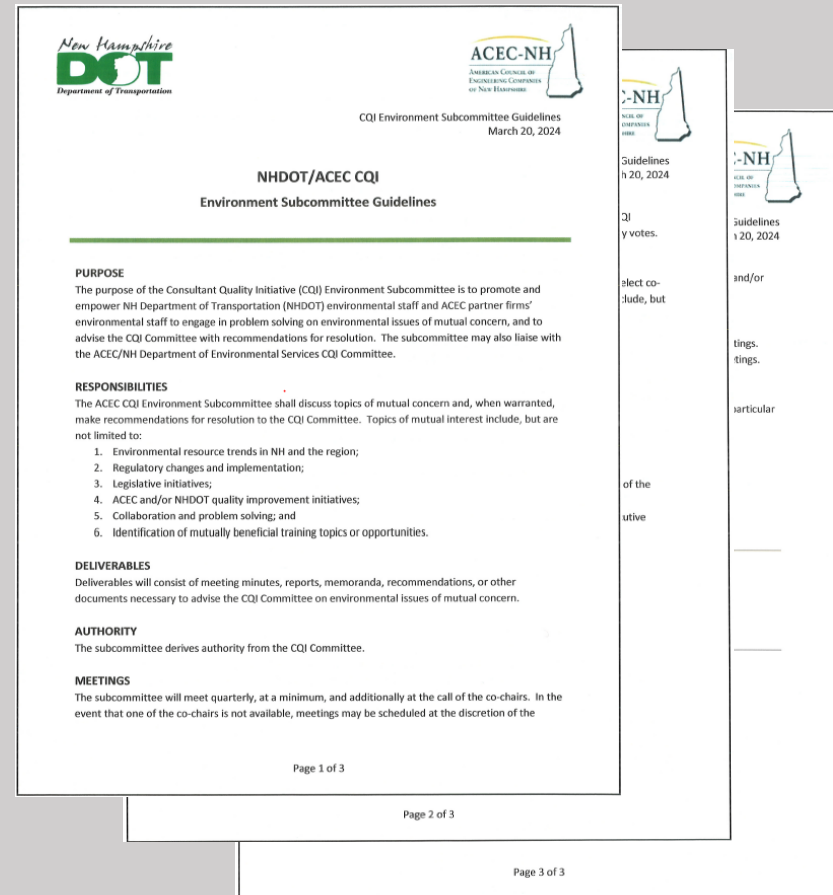 New Hampshire
DOT
Department of Transportation
ACEC-NH
AMERICAN COUNCIL OF
ENGINEERING COMPANIES
OF NEW HAMPSHIRE
CQI Environment Subcommittee Guidelines
March 20, 2024
NHDOT/ACEC CQI
Environment Subcommittee Guidelines
PURPOSE
The purpose of the Consultant Quality Initiative (CQI) Environment Subcommittee is to promote and
empower NH Department of Transportation (NHDOT) environmental staff and ACEC partner firms'
environmental staff to engage in problem solving on environmental issues of mutual concern, and to
advise the CQI Committee with recommendations for resolution. The subcommittee may also liaise with
the ACEC/NH Department of Environmental Services CQI Committee.
RESPONSIBILITIES
The ACEC CQI Environment Subcommittee shall discuss topics of mutual concern and, when warranted,
make recommendations for resolution to the CQI Committee. Topics of mutual interest include, but are
not limited to:
1. Environmental resource trends in NH and the region;
2. Regulatory changes and implementation;
3. Legislative initiatives;
4. ACEC and/or NHDOT quality improvement initiatives;
5. Collaboration and problem solving; and
6. Identification of mutually beneficial training topics or opportunities.
DELIVERABLES
Deliverables will consist of meeting minutes, reports, memoranda, recommendations, or other
documents necessary to advise the CQI Committee on environmental issues of mutual concern.
AUTHORITY
The subcommittee derives authority from the CQI Committee.
MEETINGS
The subcommittee will meet quarterly, at a minimum, and additionally at the call of the co-chairs. In the
event that one of the co-chairs is not available, meetings may be scheduled at the discretion of the
Page 1 of 3
-NH
Guidelines
h 20, 2024
QI
y votes.
elect co-
clude, but
of the
utive
Page 2 of 3
-NH
Guidelines
20, 2024
and/or
tings.
tings.
particular
Page 3 of 3